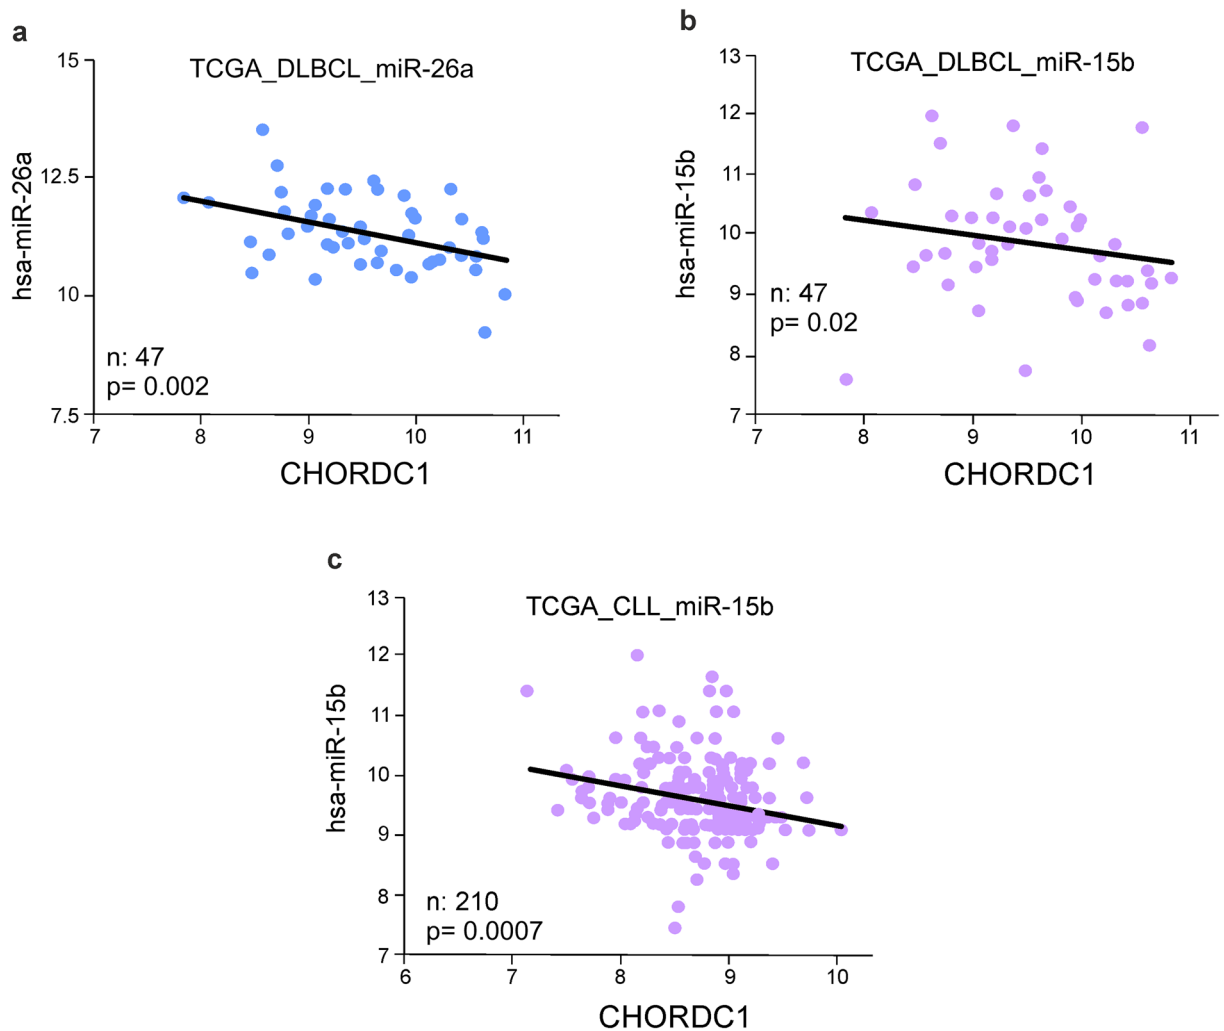 a
TCGA_DLBCL_miR-26a
15
12.5
10
7.5
hsa-miR-26a
n: 47
p= 0.002
7 8 9 10 11
CHORDC1
b
TCGA_DLBCL_miR-15b
13
12
11
10
9
8
7
hsa-miR-15b
n: 47
p= 0.02
7 8 9 10 11
CHORDC1
c
TCGA_CLL_miR-15b
13
12
11
10
9
8
7
hsa-miR-15b
n: 210
p= 0.0007
6 7 8 9 10
CHORDC1